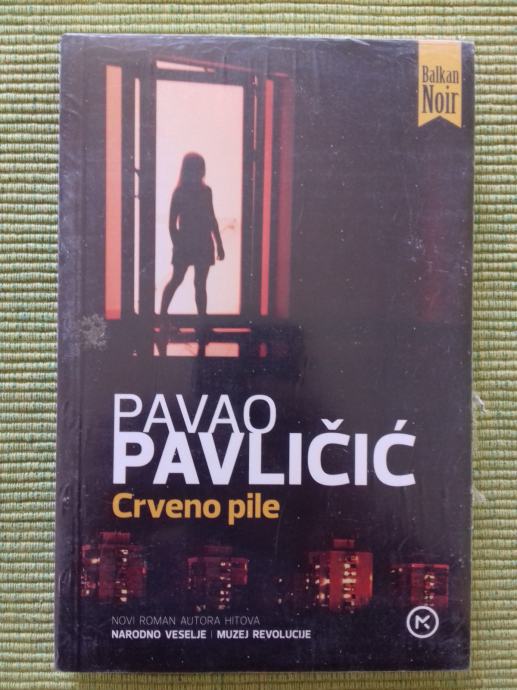 Balkan
Noir
PAVAO
PAVLIČIĆ
Crveno pile
NOVI ROMAN AUTORA HITOVA
NARODNO VESELJE | MUZEJ REVOLUCIJE